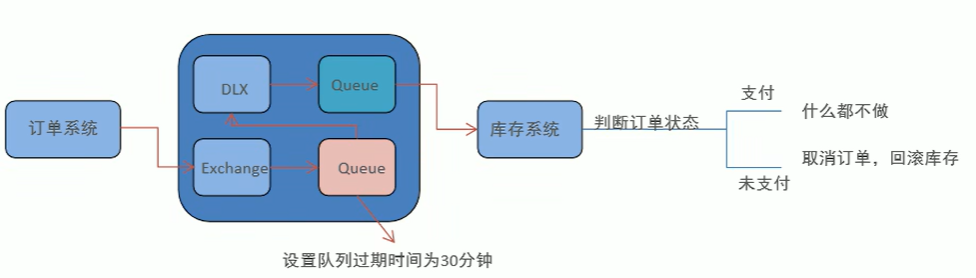 DLX
Queue
支付
订单系统
库存系统
判断订单状态
什么都不做
Exchange
Queue
取消订单，回滚库存
未支付
设置队列过期时间为30分钟